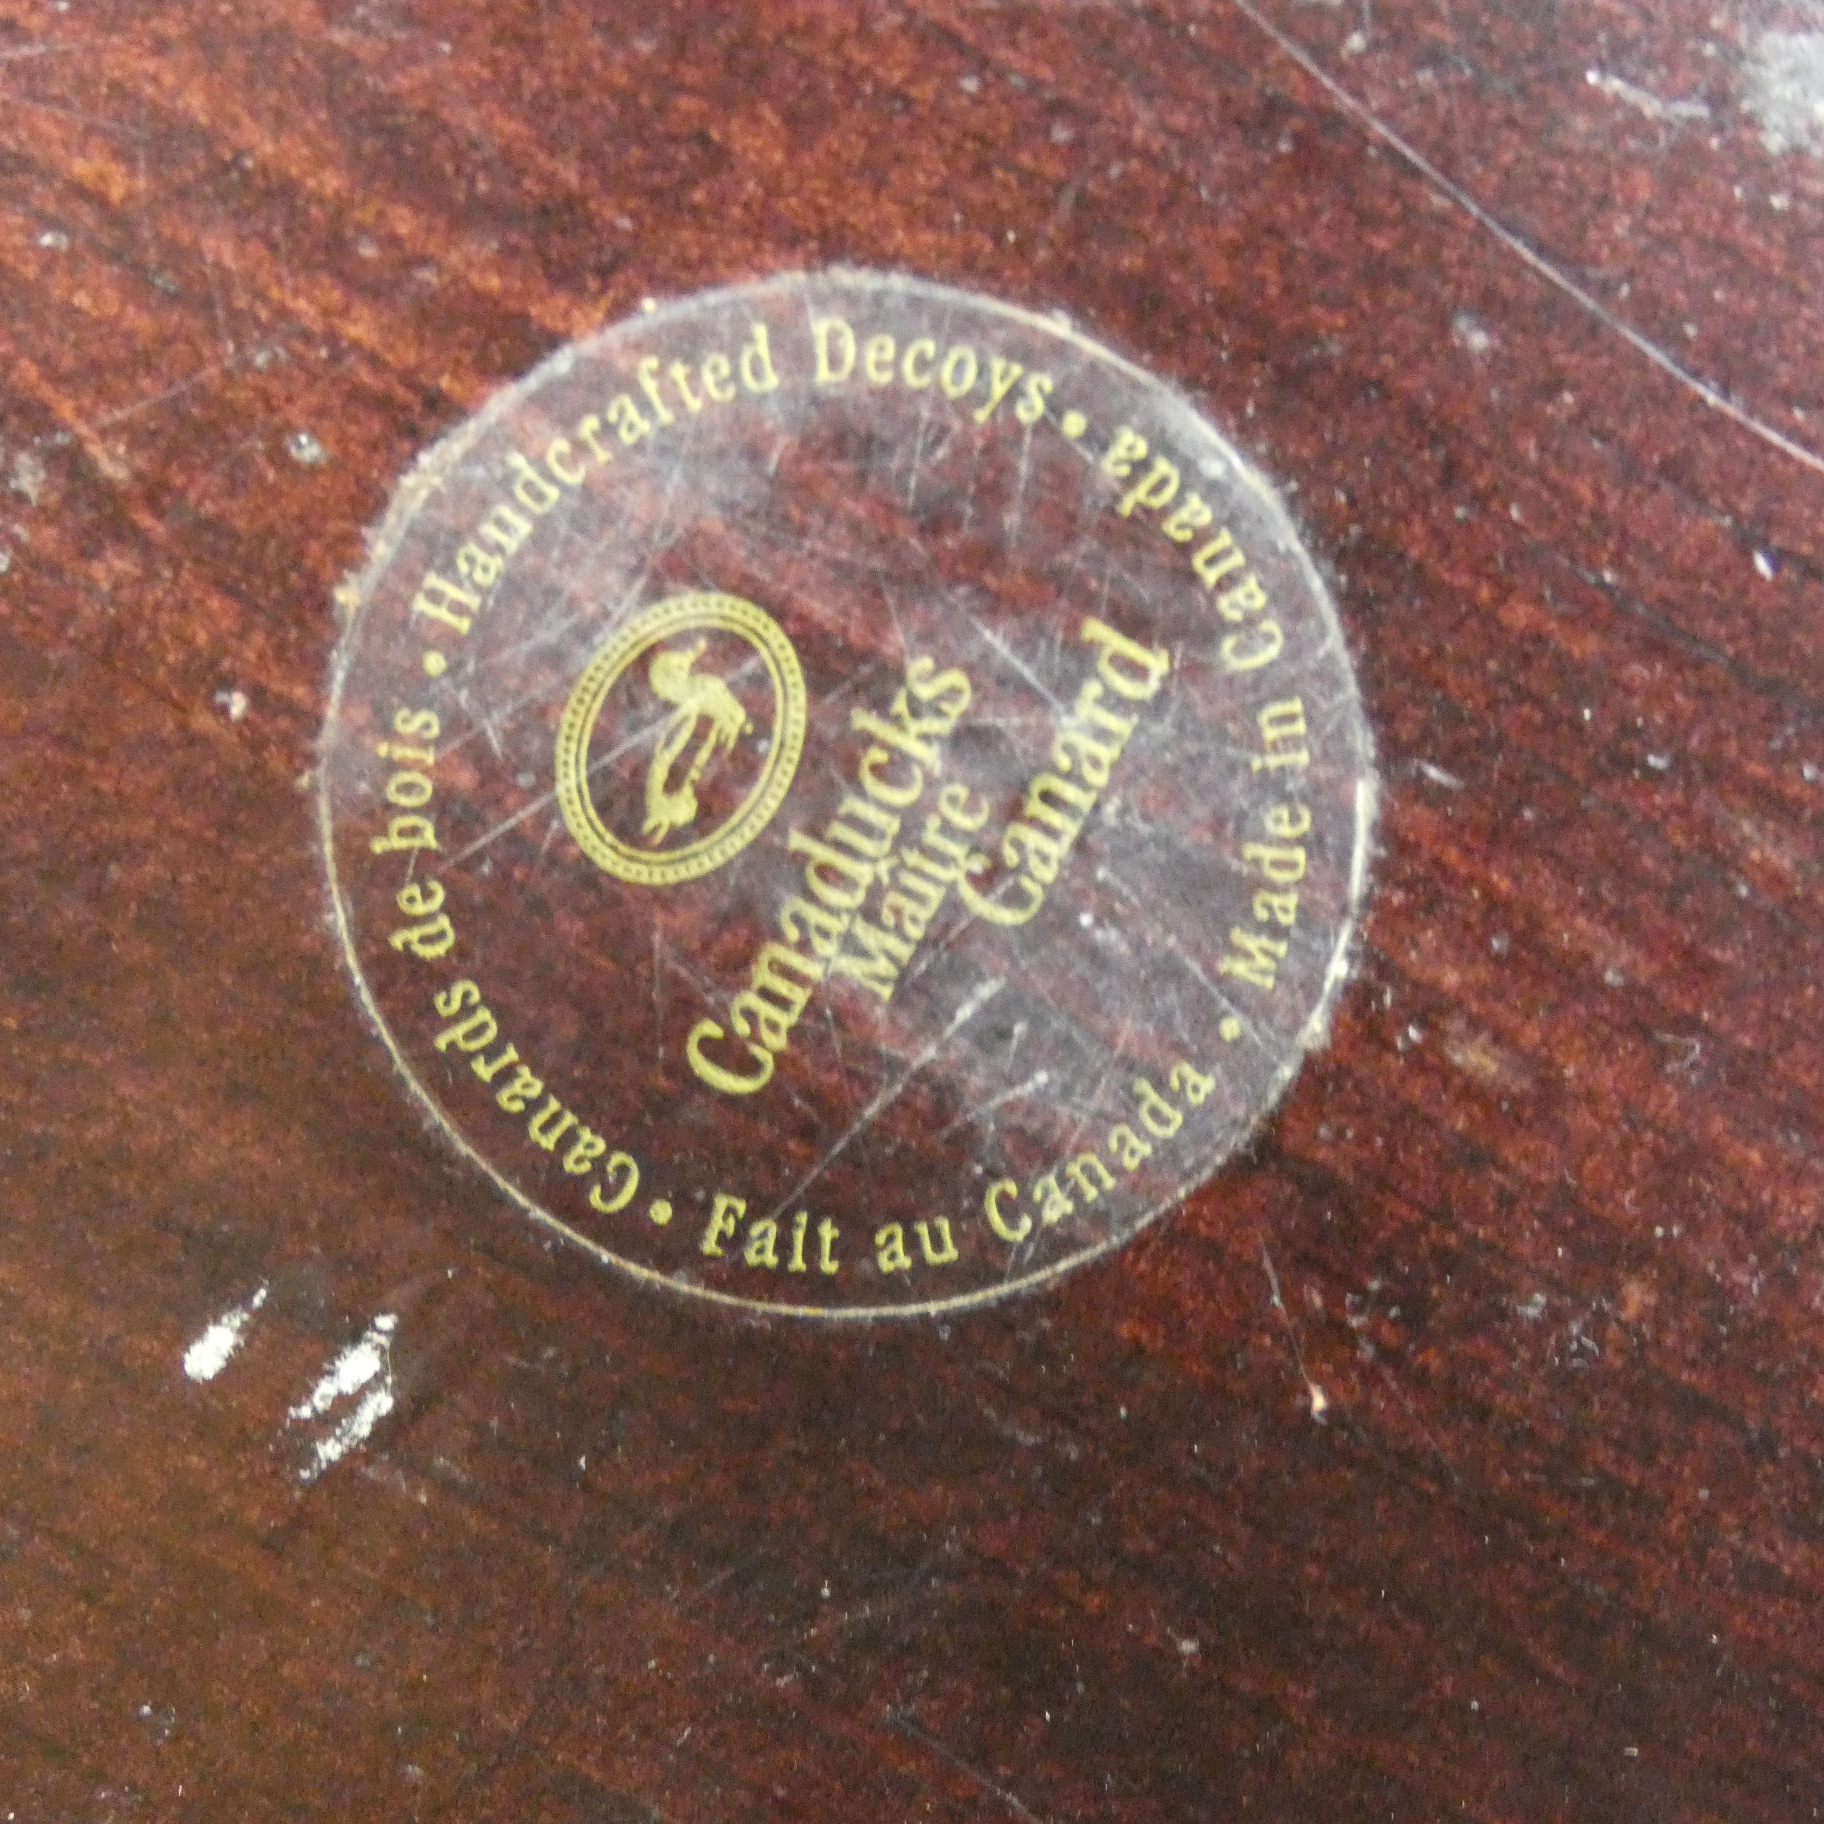 Canaducks
Maître
Canard
Handcrafted Decoys •
Made in Canada •
Fait au Canada •
Canards de bois •